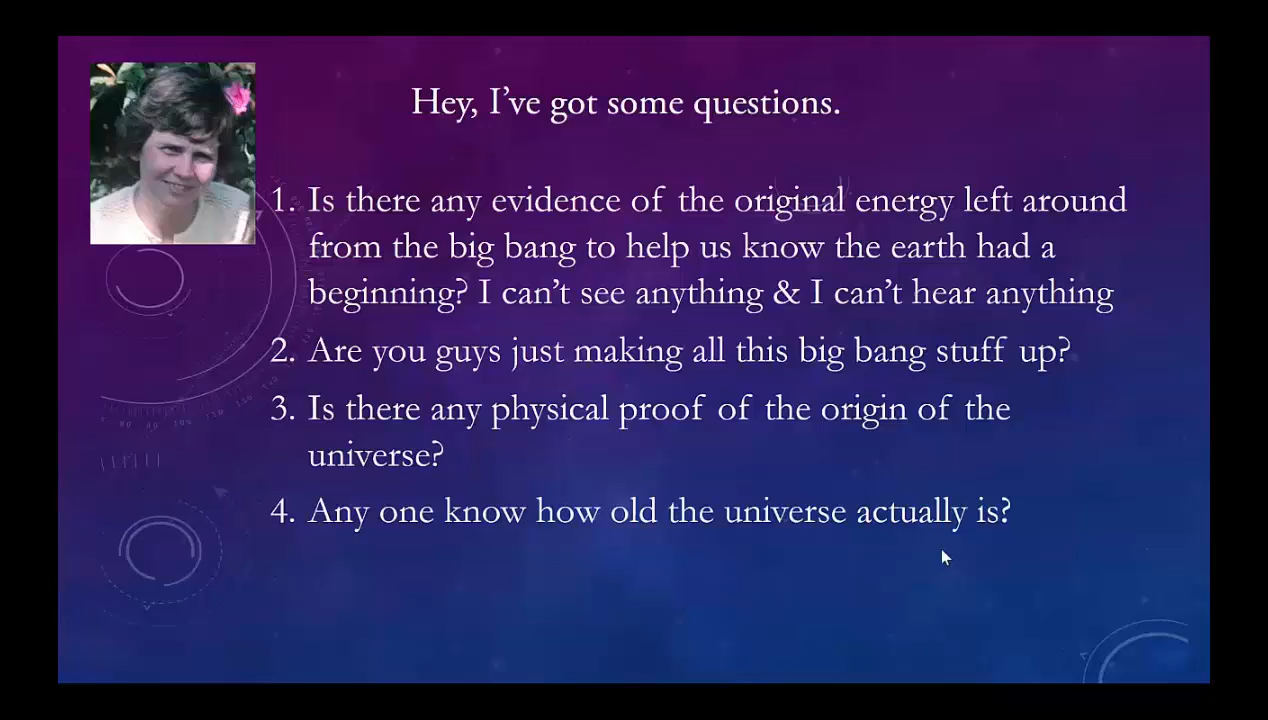 Hey, I've got some questions.
1. Is there any evidence of the original energy left around
from the big bang to help us know the earth had a
beginning? I can't see anything & I can't hear anything
2. Are you guys just making all this big bang stuff up?
3. Is there any physical proof of the origin of the
universe?
4. Any one know how old the universe actually is?